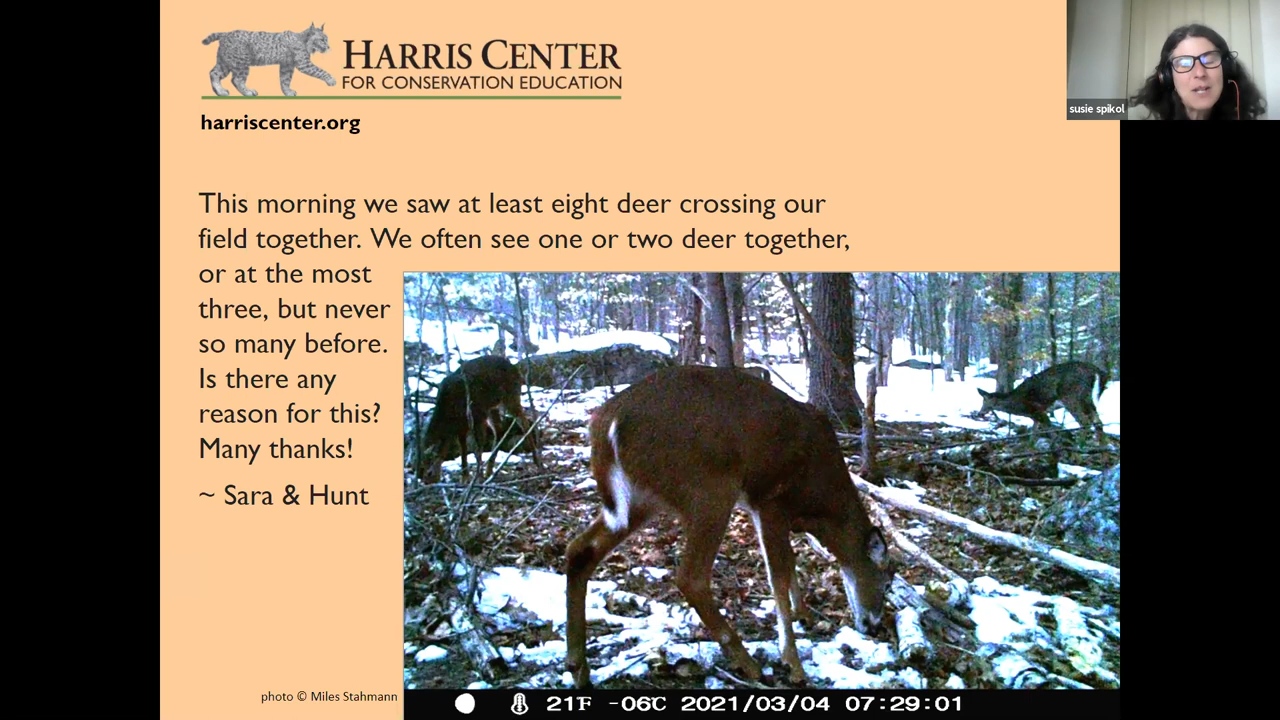 HARRIS CENTER
FOR CONSERVATION EDUCATION
harriscenter.org
susie spikol
This morning we saw at least eight deer crossing our
field together. We often see one or two deer together,
or at the most
three, but never
so many before.
Is there any
reason for this?
Many thanks!
~ Sara & Hunt
photo © Miles Stahmann
21F -06℃ 2021/03/04 07:29:01